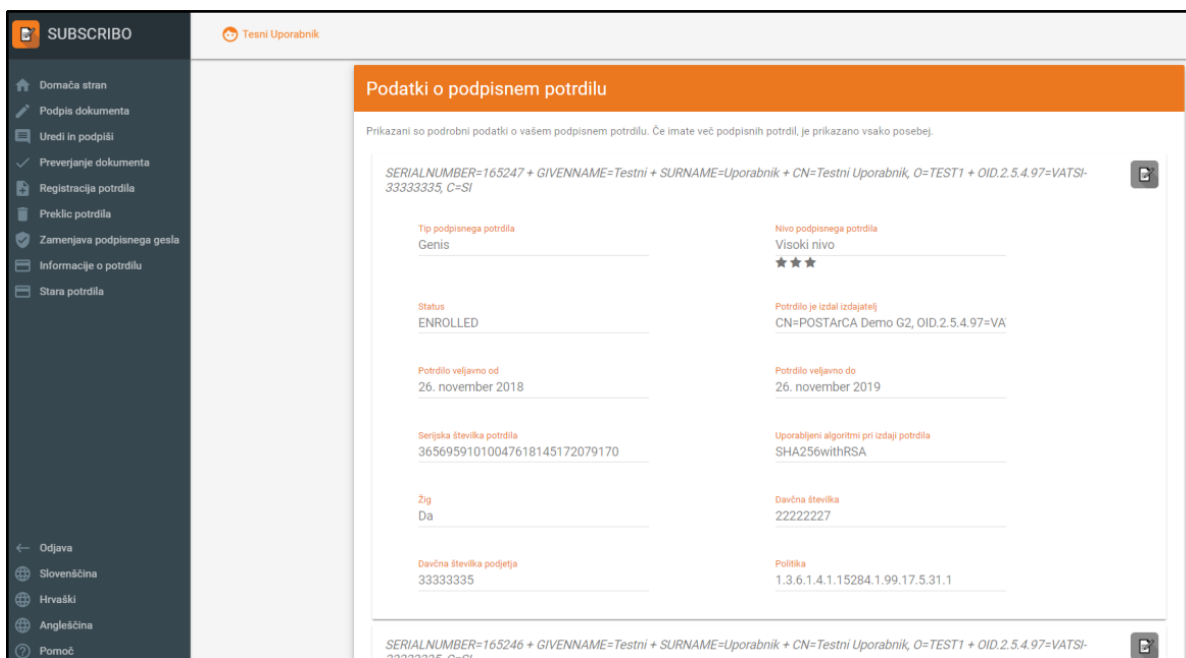 SUBSCRIBO
Tesni Uporabnik
Domača stran
Podpis dokumenta
Uredi in podpiši
Preverjanje dokumenta
Registracija potrdila
Preklic potrdila
Zamenjava podpisnega gesla
Informacije o potrdilu
Stara potrdila
Odjava
Slovenščina
Hrvaški
Angleščina
Pomoč
Podatki o podpisnem potrdilu
Prikazani so podrobni podatki o vašem podpisnem potrdilu. Če imate več podpisnih potrdil, je prikazano vsako posebej.
SERIALNUMBER=165247 + GIVENNAME=Testni + SURNAME=Uporabnik + CN=Testni Uporabnik, O=TEST1 + OID.2.5.4.97=VATSI-
33333335, C=SI
Tip podpisnega potrdila
Genis
Nivo podpisnega potrdila
Visoki nivo
Status
ENROLLED
Potrdilo je izdal izdajatelj
CN=POSTArCA Demo G2, OID.2.5.4.97=VA
Potrdilo veljavno od
26. november 2018
Potrdilo veljavno do
26. november 2019
Serijska številka potrdila
36569591010047618145172079170
Uporabljeni algoritmi pri izdaji potrdila
SHA256withRSA
Žig
Da
Davčna številka
22222227
Davčna številka podjetja
33333335
Politika
1.3.6.1.4.1.15284.1.99.17.5.31.1
SERIALNUMBER=165246 + GIVENNAME=Testni + SURNAME=Uporabnik + CN=Testni Uporabnik, O=TEST1 + OID.2.5.4.97=VATSI-
33333335, C=SI